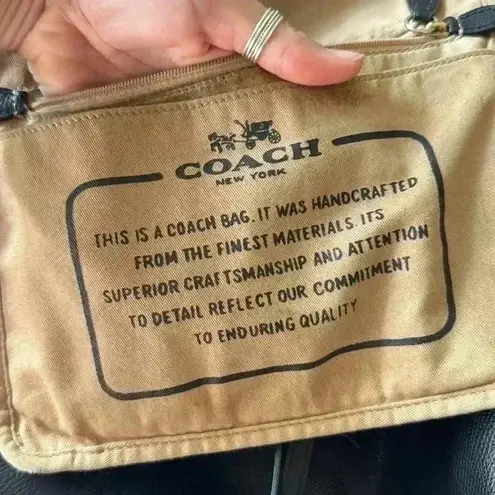 COACH
NEW YORK
THIS IS A COACH BAG. IT WAS HANDCRAFTED
FROM THE FINEST MATERIALS. ITS
SUPERIOR CRAFTSMANSHIP AND ATTENTION
TO DETAIL REFLECT OUR COMMITMENT
TO ENDURING QUALITY